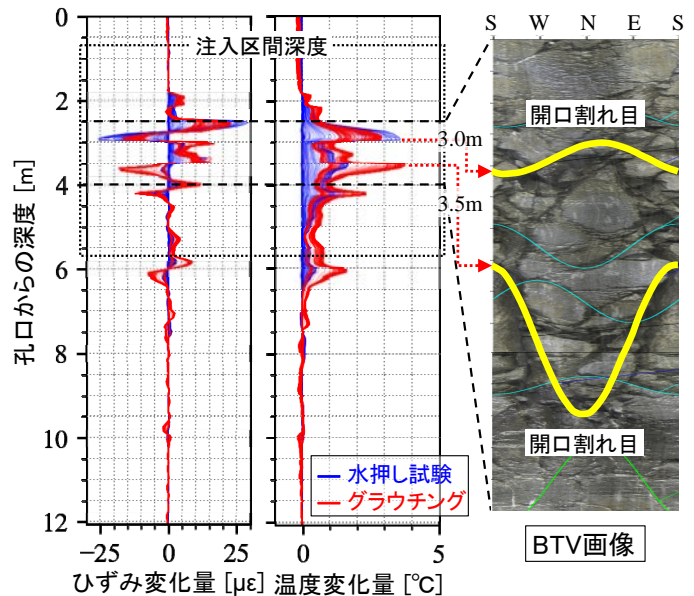 S W N E S
0
注入区間深度
2
4
6
8
10
12
孔口からの深度 [m]
開口割れ目
3.0m
3.5m
開口割れ目
水押し試験
グラウチング
−25 0 25
0 5
ひずみ変化量 [με]
温度変化量 [℃]
BTV画像